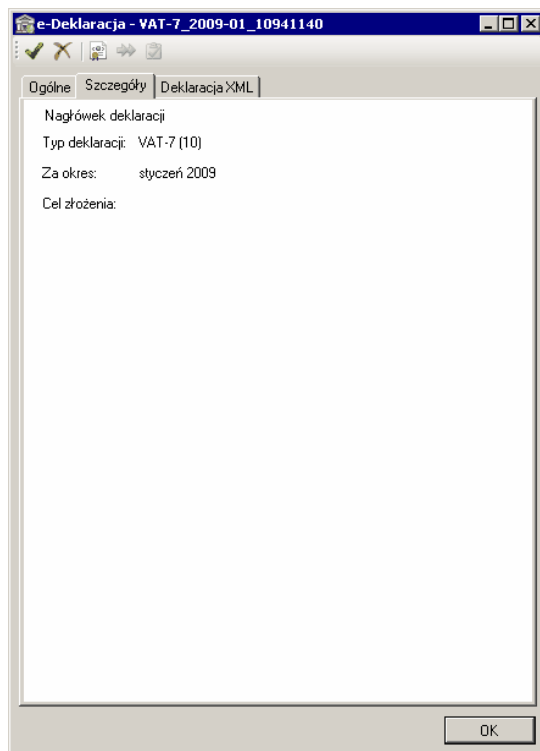 e-Deklaracja - VAT-7_2009-01_10941140
Ogólne Szczegóły Deklaracja XML
Nagłówek deklaracji
Typ deklaracji: VAT-7 (10)
Za okres: styczeń 2009
Cel złożenia:
OK